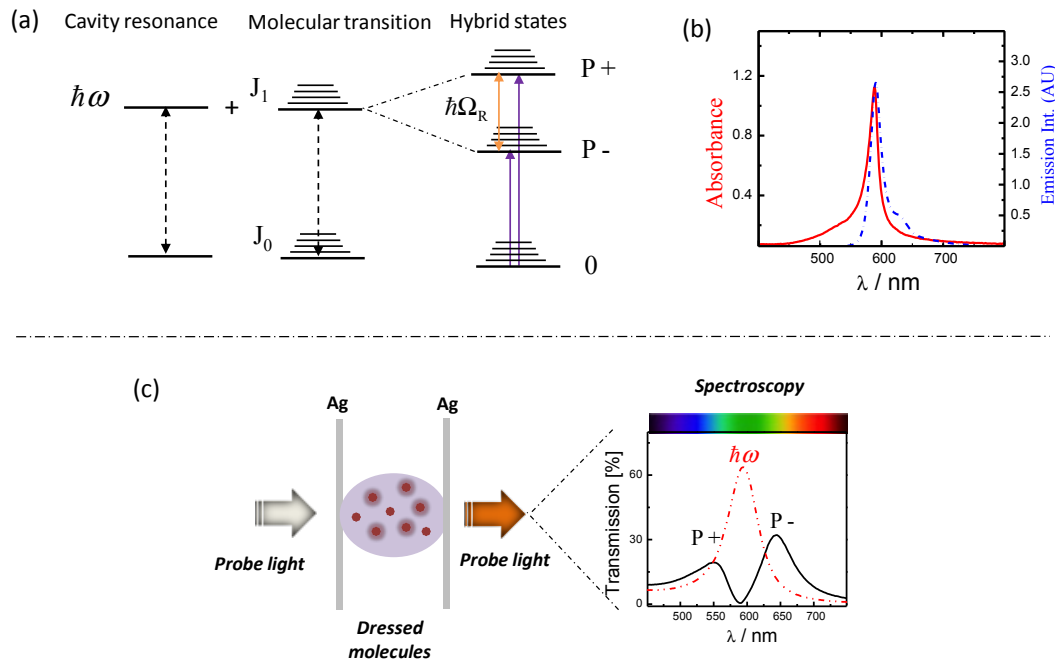 (a)
Cavity resonance
Molecular transition
Hybrid states
ħω
+
J1
J0
ħΩR
P +
P -
0
(b)
Absorbance
1.2
0.8
0.4
500 600 700
λ / nm
3.0
2.5
2.0
1.5
1.0
0.5
Emission Int. (AU)
(c)
Ag
Ag
Probe light
Probe light
Dressed
molecules
Spectroscopy
Transmission [%]
60
30
0
ħω
P +
P -
500 550 600 650 700
λ / nm